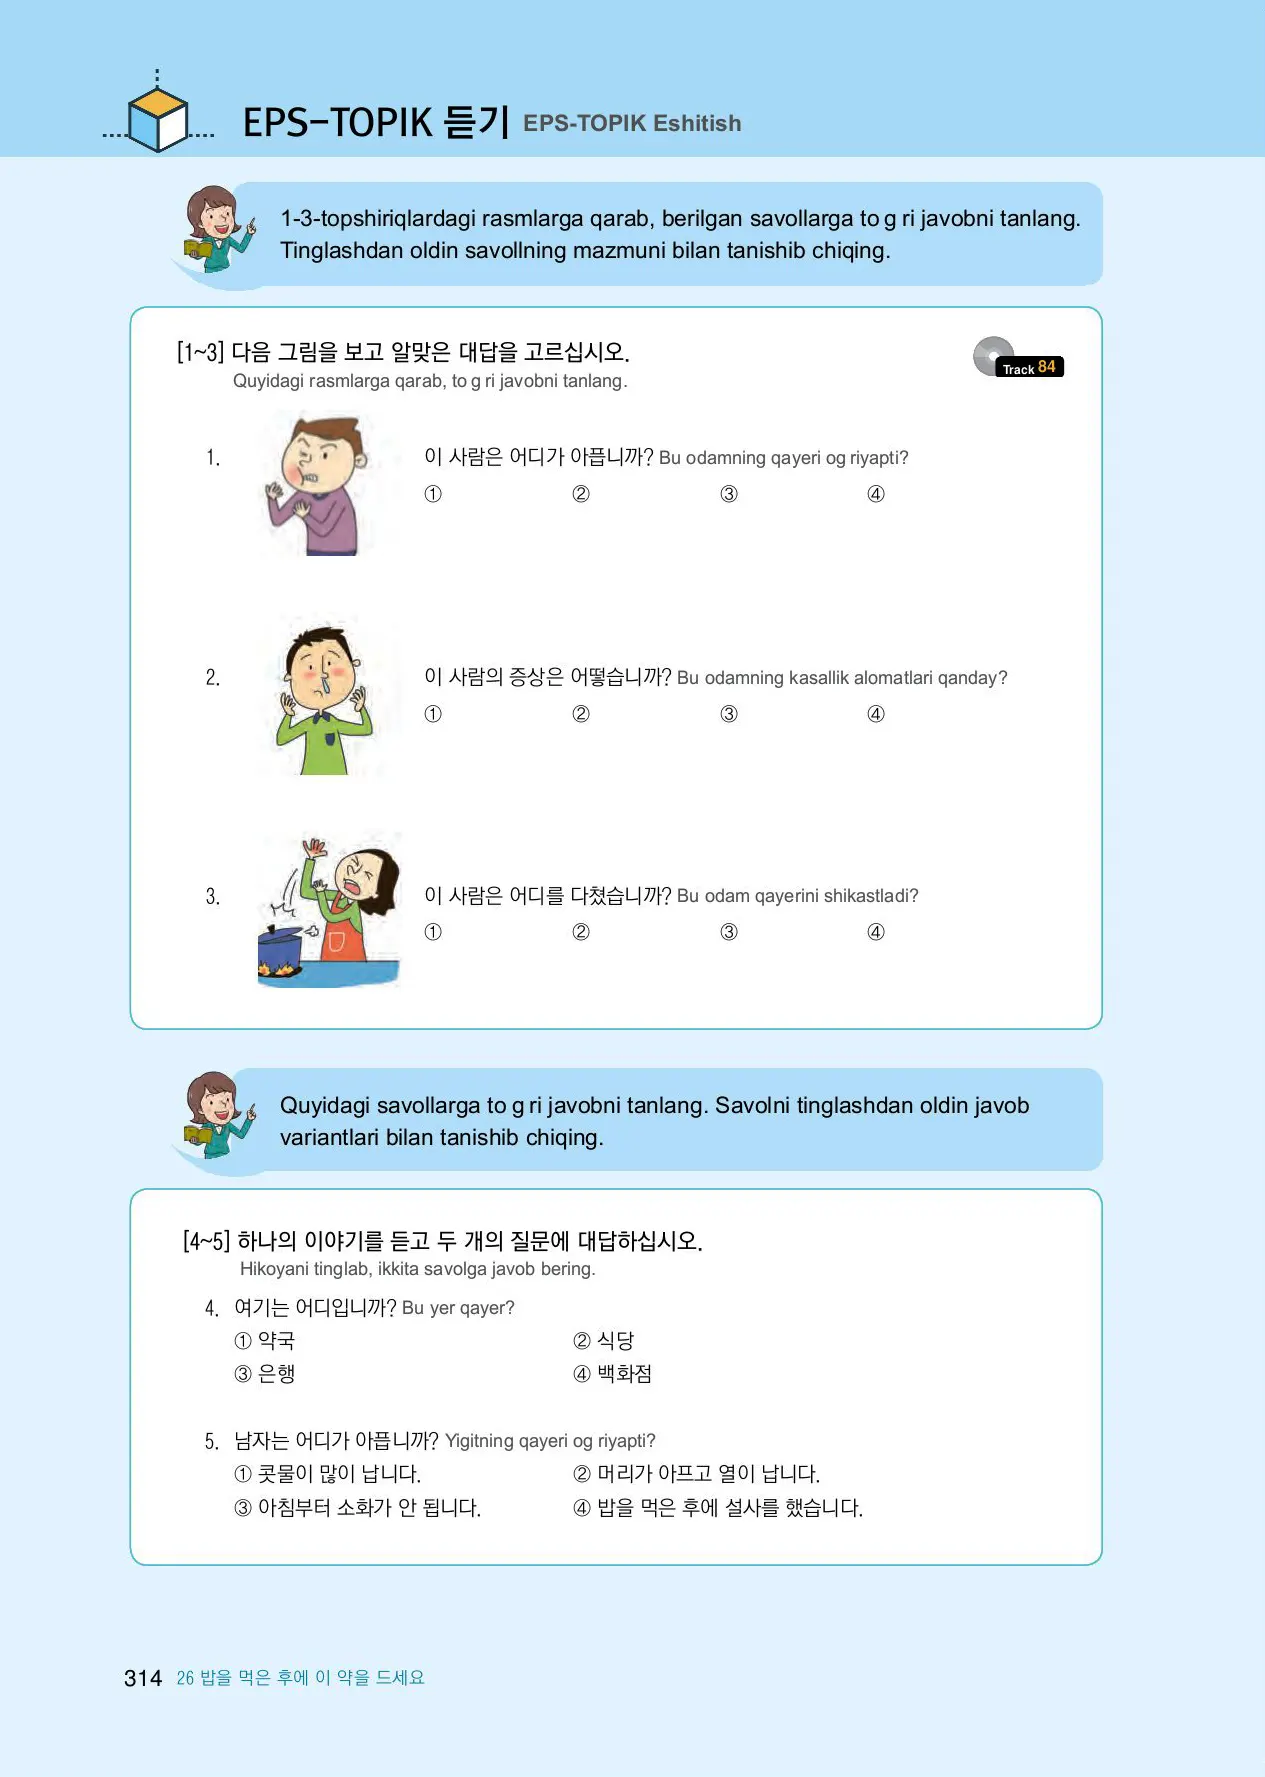 EPS-TOPIK 듣기 EPS-TOPIK Eshitish
1-3-topshiriqlardagi rasmlarga qarab, berilgan savollarga to g ri javobni tanlang.
Tinglashdan oldin savollning mazmuni bilan tanishib chiqing.
[1~3] 다음 그림을 보고 알맞은 대답을 고르십시오.
Track 84
Quyidagi rasmlarga qarab, to g ri javobni tanlang.
1. 이 사람은 어디가 아픕니까? Bu odamning qayeri og riyapti?
① ② ③ ④
2. 이 사람의 증상은 어떻습니까? Bu odamning kasallik alomatlari qanday?
① ② ③ ④
3. 이 사람은 어디를 다쳤습니까? Bu odam qayerini shikastladi?
① ② ③ ④
Quyidagi savollarga to g ri javobni tanlang. Savolni tinglashdan oldin javob
variantlari bilan tanishib chiqing.
[4~5] 하나의 이야기를 듣고 두 개의 질문에 대답하십시오.
Hikoyani tinglab, ikkita savolga javob bering.
4. 여기는 어디입니까? Bu yer qayer?
① 약국 ② 식당
③ 은행 ④ 백화점
5. 남자는 어디가 아픕니까? Yigitning qayeri og riyapti?
① 콧물이 많이 납니다. ② 머리가 아프고 열이 납니다.
③ 아침부터 소화가 안 됩니다. ④ 밥을 먹은 후에 설사를 했습니다.
314 26 밥을 먹은 후에 이 약을 드세요